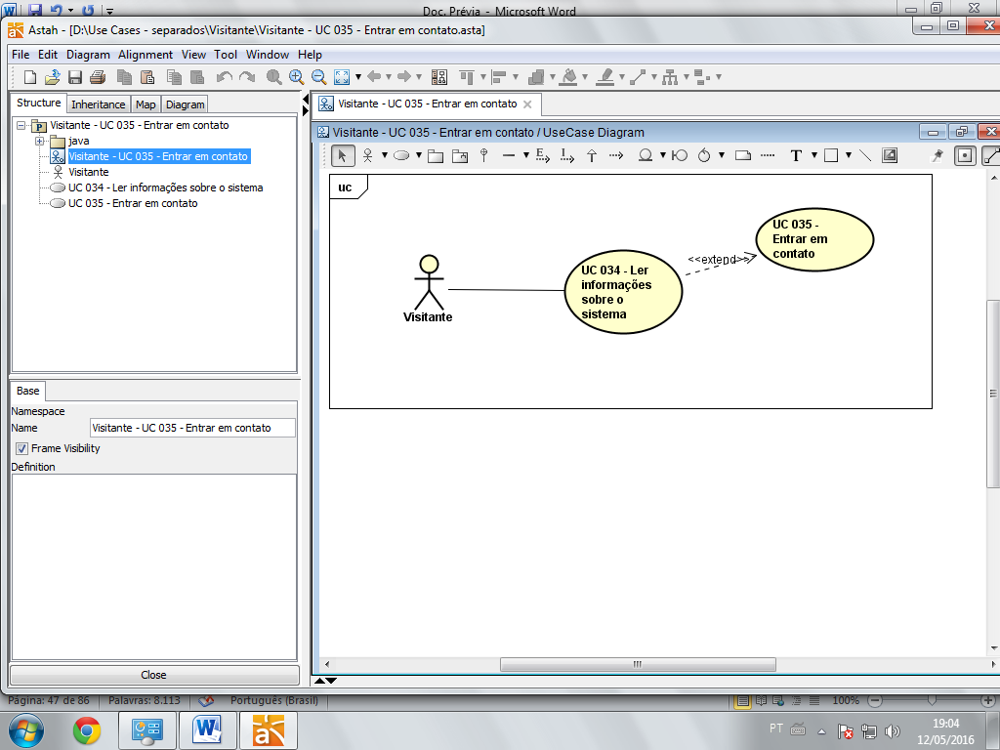 Doc. Prévia - Microsoft Word
Astah - [D:\Use Cases - separados\Visitante\Visitante - UC 035 - Entrar em contato.asta]
File Edit Diagram Alignment View Tool Window Help
Structure Inheritance Map Diagram
Visitante - UC 035 - Entrar em contato
java
Visitante - UC 035 - Entrar em contato
Visitante
UC 034 - Ler informações sobre o sistema
UC 035 - Entrar em contato
Base
Namespace
Name Visitante - UC 035 - Entrar em contato
Frame Visibility
Definition
Close
Visitante - UC 035 - Entrar em contato
Visitante - UC 035 - Entrar em contato / UseCase Diagram
T
uc
UC 035 -
Entrar em
contato
<<extend>>
UC 034 - Ler
informações
sobre o
sistema
Visitante
Página: 47 de 86 Palavras: 8.113 Português (Brasil) 100%
PT
19:04
12/05/2016